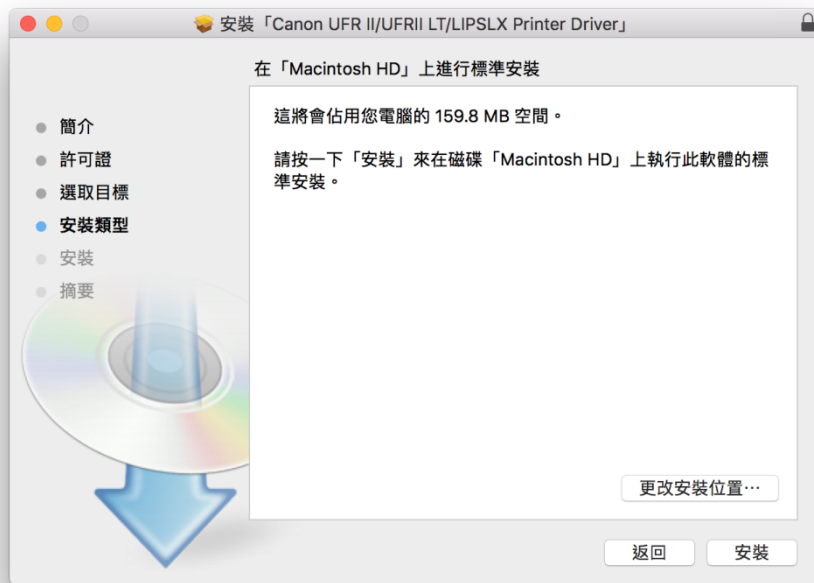 安裝「Canon UFR II/UFRII LT/LIPSLX Printer Driver」
在「Macintosh HD」上進行標準安裝
簡介
許可證
選取目標
安裝類型
安裝
摘要
這將會佔用您電腦的 159.8 MB 空間。
請按一下「安裝」來在磁碟「Macintosh HD」上執行此軟體的標
準安裝。
更改安裝位置⋯
返回
安裝